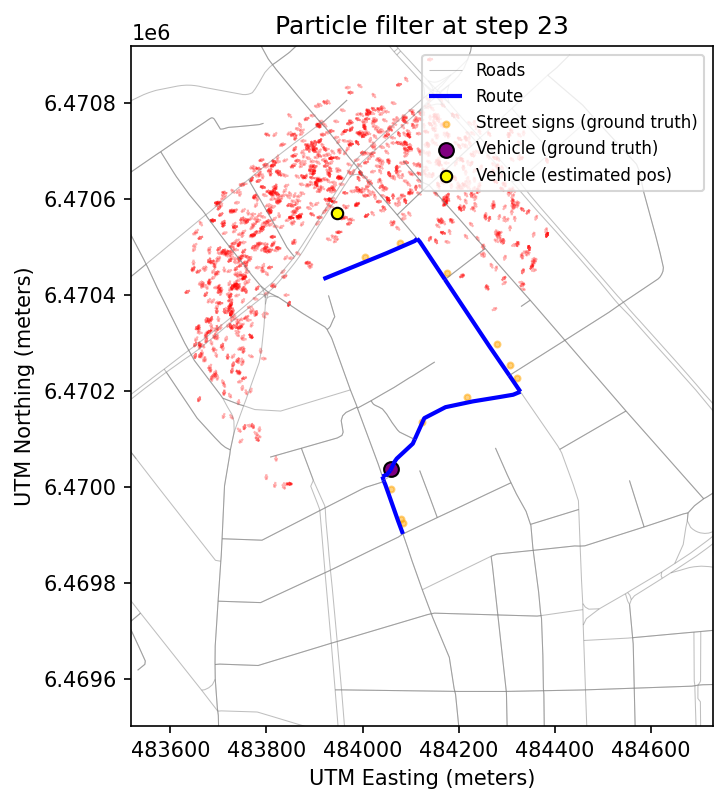 Particle filter at step 23
1e6
Roads
Route
Street signs (ground truth)
Vehicle (ground truth)
Vehicle (estimated pos)
6.4708
6.4706
6.4704
6.4702
6.4700
6.4698
6.4696
UTM Northing (meters)
483600 483800 484000 484200 484400 484600
UTM Easting (meters)